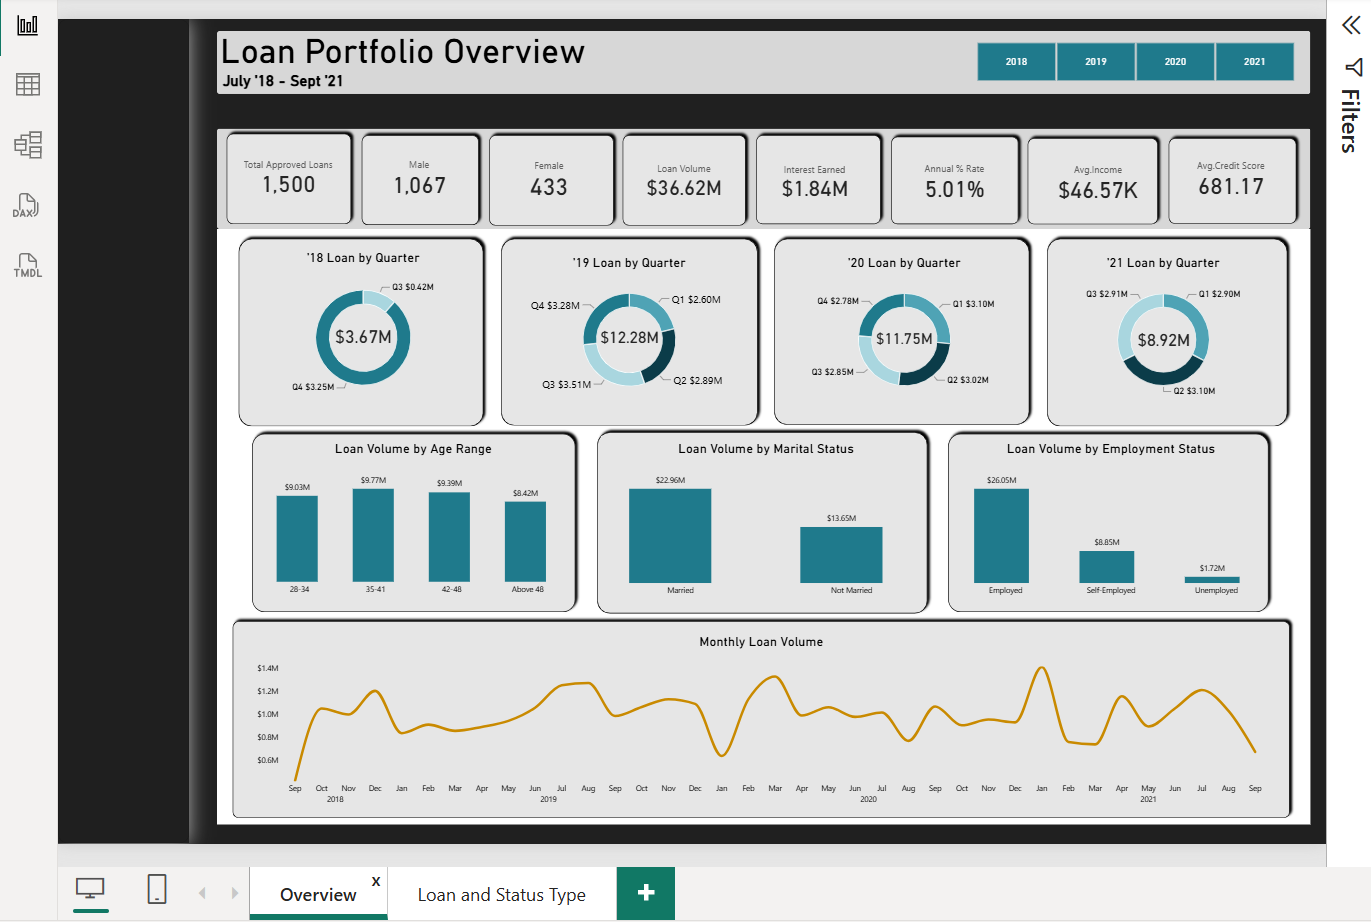 Loan Portfolio Overview
July '18 - Sept '21
2018
2019
2020
2021
Filters
DAX
TMDL
Total Approved Loans
1,500
Male
1,067
Female
433
Loan Volume
$36.62M
Interest Earned
$1.84M
Annual % Rate
5.01%
Avg.Income
$46.57K
Avg.Credit Score
681.17
'18 Loan by Quarter
Q3 $0.42M
$3.67M
Q4 $3.25M
'19 Loan by Quarter
Q4 $3.28M
Q1 $2.60M
$12.28M
Q3 $3.51M
Q2 $2.89M
'20 Loan by Quarter
Q4 $2.78M
Q1 $3.10M
$11.75M
Q3 $2.85M
Q2 $3.02M
'21 Loan by Quarter
Q3 $2.91M
Q1 $2.90M
$8.92M
Q2 $3.10M
Loan Volume by Age Range
$9.03M
$9.77M
$9.39M
$8.42M
28-34
35-41
42-48
Above 48
Loan Volume by Marital Status
$22.96M
$13.65M
Married
Not Married
Loan Volume by Employment Status
$26.05M
$8.85M
$1.72M
Employed
Self-Employed
Unemployed
Monthly Loan Volume
$1.4M
$1.2M
$1.0M
$0.8M
$0.6M
Sep Oct Nov Dec Jan Feb Mar Apr May Jun Jul Aug Sep Oct Nov Dec Jan Feb Mar Apr May Jun Jul Aug Sep Oct Nov Dec Jan Feb Mar Apr May Jun Jul Aug Sep
2018 2019 2020 2021
Overview
x
Loan and Status Type
+